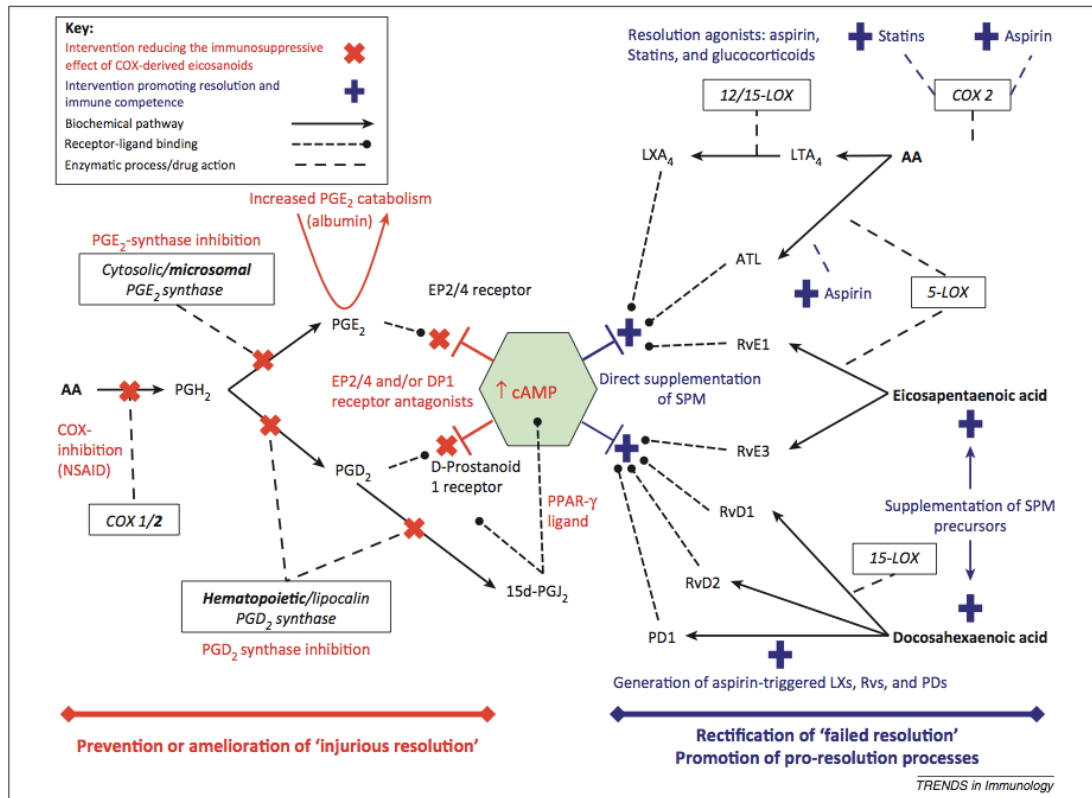 Key:
Intervention reducing the immunosuppressive
effect of COX-derived eicosanoids
Intervention promoting resolution and
immune competence
Biochemical pathway
Receptor-ligand binding
Enzymatic process/drug action
Increased PGE2 catabolism
(albumin)
PGE2-synthase inhibition
Cytosolic/microsomal
PGE2 synthase
EP2/4 receptor
PGE2
AA
PGH2
EP2/4 and/or DP1
receptor antagonists
↑ cAMP
COX-
inhibition
(NSAID)
PGD2
D-Prostanoid
1 receptor
COX 1/2
PPAR-γ
ligand
15d-PGJ2
Hematopoietic/lipocalin
PGD2 synthase
PGD2 synthase inhibition
Resolution agonists: aspirin,
Statins, and glucocorticoids
Statins
Aspirin
12/15-LOX
COX 2
LXA4
LTA4
AA
ATL
Aspirin
5-LOX
RvE1
Direct supplementation
of SPM
Eicosapentaenoic acid
RvE3
RvD1
Supplementation of SPM
precursors
15-LOX
RvD2
PD1
Docosahexaenoic acid
Generation of aspirin-triggered LXs, Rvs, and PDs
Prevention or amelioration of ‘injurious resolution’
Rectification of ‘failed resolution’
Promotion of pro-resolution processes
TRENDS in Immunology